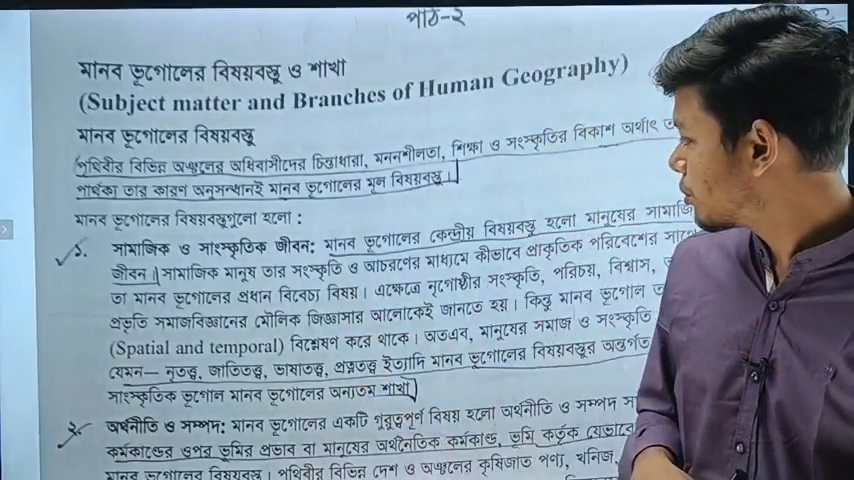 পাঠ-২
মানব ভূগোলের বিষয়বস্তু ও শাখা
(Subject matter and Branches of Human Geography)
মানব ভূগোলের বিষয়বস্তু
পৃথিবীর বিভিন্ন অঞ্চলের অধিবাসীদের চিন্তাধারা, মননশীলতা, শিক্ষা ও সংস্কৃতির বিকাশ অর্থাৎ
পার্থক্য তার কারণ অনুসন্ধানই মানব ভূগোলের মূল বিষয়বস্তু।
মানব ভূগোলের বিষয়বস্তুগুলো হলো :
১. সামাজিক ও সাংস্কৃতিক জীবন: মানব ভূগোলের কেন্দ্রীয় বিষয়বস্তু হলো মানুষের সামাজি
জীবন। সামাজিক মানুষ তার সংস্কৃতি ও আচরণের মাধ্যমে কীভাবে প্রাকৃতিক পরিবেশের সাথে
তা মানব ভূগোলের প্রধান বিবেচ্য বিষয়। এক্ষেত্রে নৃগোষ্ঠীর সংস্কৃতি, পরিচয়, বিশ্বাস,
প্রভৃতি সমাজবিজ্ঞানের মৌলিক জিজ্ঞাসার আলোকেই জানতে হয়। কিন্তু মানব ভূগোল
(Spatial and temporal) বিশ্লেষণ করে থাকে। অতএব, মানুষের সমাজ ও সংস্কৃতি
যেমন— নৃতত্ত্ব, জাতিতত্ত্ব, ভাষাতত্ত্ব, প্রত্নতত্ত্ব ইত্যাদি মানব ভূগোলের বিষয়বস্তুর অন্তর্গত
সাংস্কৃতিক ভূগোল মানব ভূগোলের অন্যতম শাখা।
২. অর্থনীতি ও সম্পদ: মানব ভূগোলের একটি গুরুত্বপূর্ণ বিষয় হলো অর্থনীতি ও সম্পদ
কর্মকাণ্ডের ওপর ভূমির প্রভাব বা মানুষের অর্থনৈতিক কর্মকাণ্ড, ভূমি কর্তৃক যেভাবে
মানব ভূগোলের বিষয়বস্তু। পৃথিবীর বিভিন্ন দেশ ও অঞ্চলের কৃষিজাত পণ্য, খনিজ,